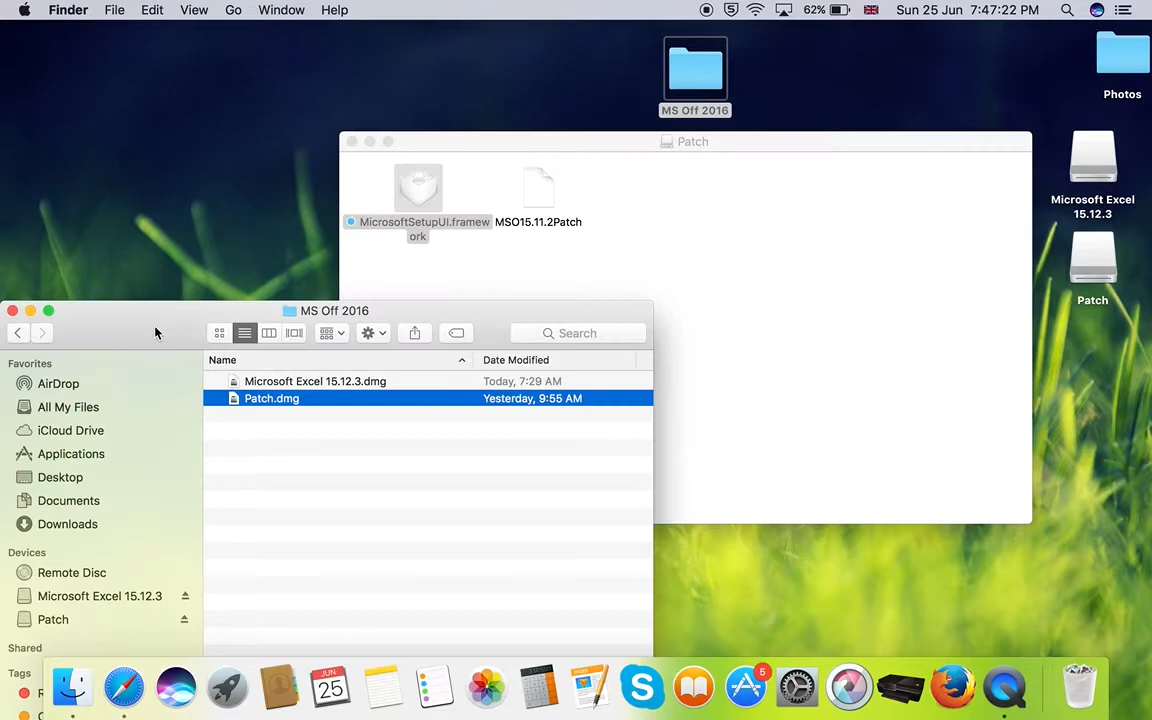 Finder File Edit View Go Window Help
5 62% Sun 25 Jun 7:47:22 PM
MS Off 2016
Photos
Patch
MicrosoftSetupUI.framew
ork
MSO15.11.2Patch
Microsoft Excel
15.12.3
Patch
MS Off 2016
Search
Favorites
AirDrop
All My Files
iCloud Drive
Applications
Desktop
Documents
Downloads
Devices
Remote Disc
Microsoft Excel 15.12.3
Patch
Shared
Tags
R
Name Date Modified
Microsoft Excel 15.12.3.dmg Today, 7:29 AM
Patch.dmg Yesterday, 9:55 AM
JUN
25
5